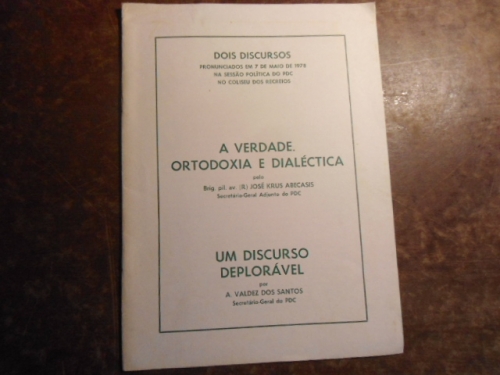 DOIS DISCURSOS
PRONUNCIADOS EM 7 DE MAIO DE 1978
NA SESSÃO POLÍTICA DO PDC
NO COLISEU DOS RECREIOS
A VERDADE.
ORTODOXIA E DIALÉCTICA
pelo
Brig. pil. av. (R) JOSÉ KRUS ABECASIS
Secretário-Geral Adjunto do PDC
UM DISCURSO
DEPLORÁVEL
por
A. VALDEZ DOS SANTOS
Secretário-Geral do PDC